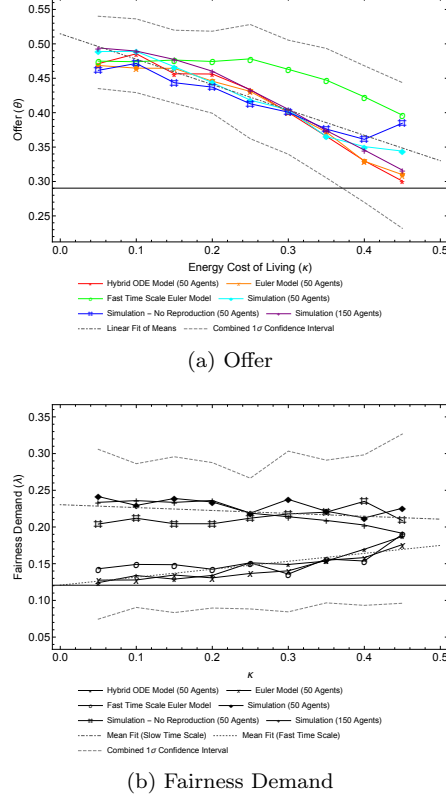 0.55
0.50
0.45
0.40
0.35
0.30
0.25
Offer (θ)
0.0 0.1 0.2 0.3 0.4 0.5
Energy Cost of Living (κ)
Hybrid ODE Model (50 Agents) Euler Model (50 Agents)
Fast Time Scale Euler Model Simulation (50 Agents)
Simulation – No Reproduction (50 Agents) Simulation (150 Agents)
Linear Fit of Means Combined 1σ Confidence Interval
(a) Offer
0.35
0.30
0.25
0.20
0.15
0.10
0.05
Fairness Demand (λ)
0.0 0.1 0.2 0.3 0.4 0.5
κ
Hybrid ODE Model (50 Agents) Euler Model (50 Agents)
Fast Time Scale Euler Model Simulation (50 Agents)
Simulation – No Reproduction (50 Agents) Simulation (150 Agents)
Mean Fit (Slow Time Scale) Mean Fit (Fast Time Scale)
Combined 1σ Confidence Interval
(b) Fairness Demand